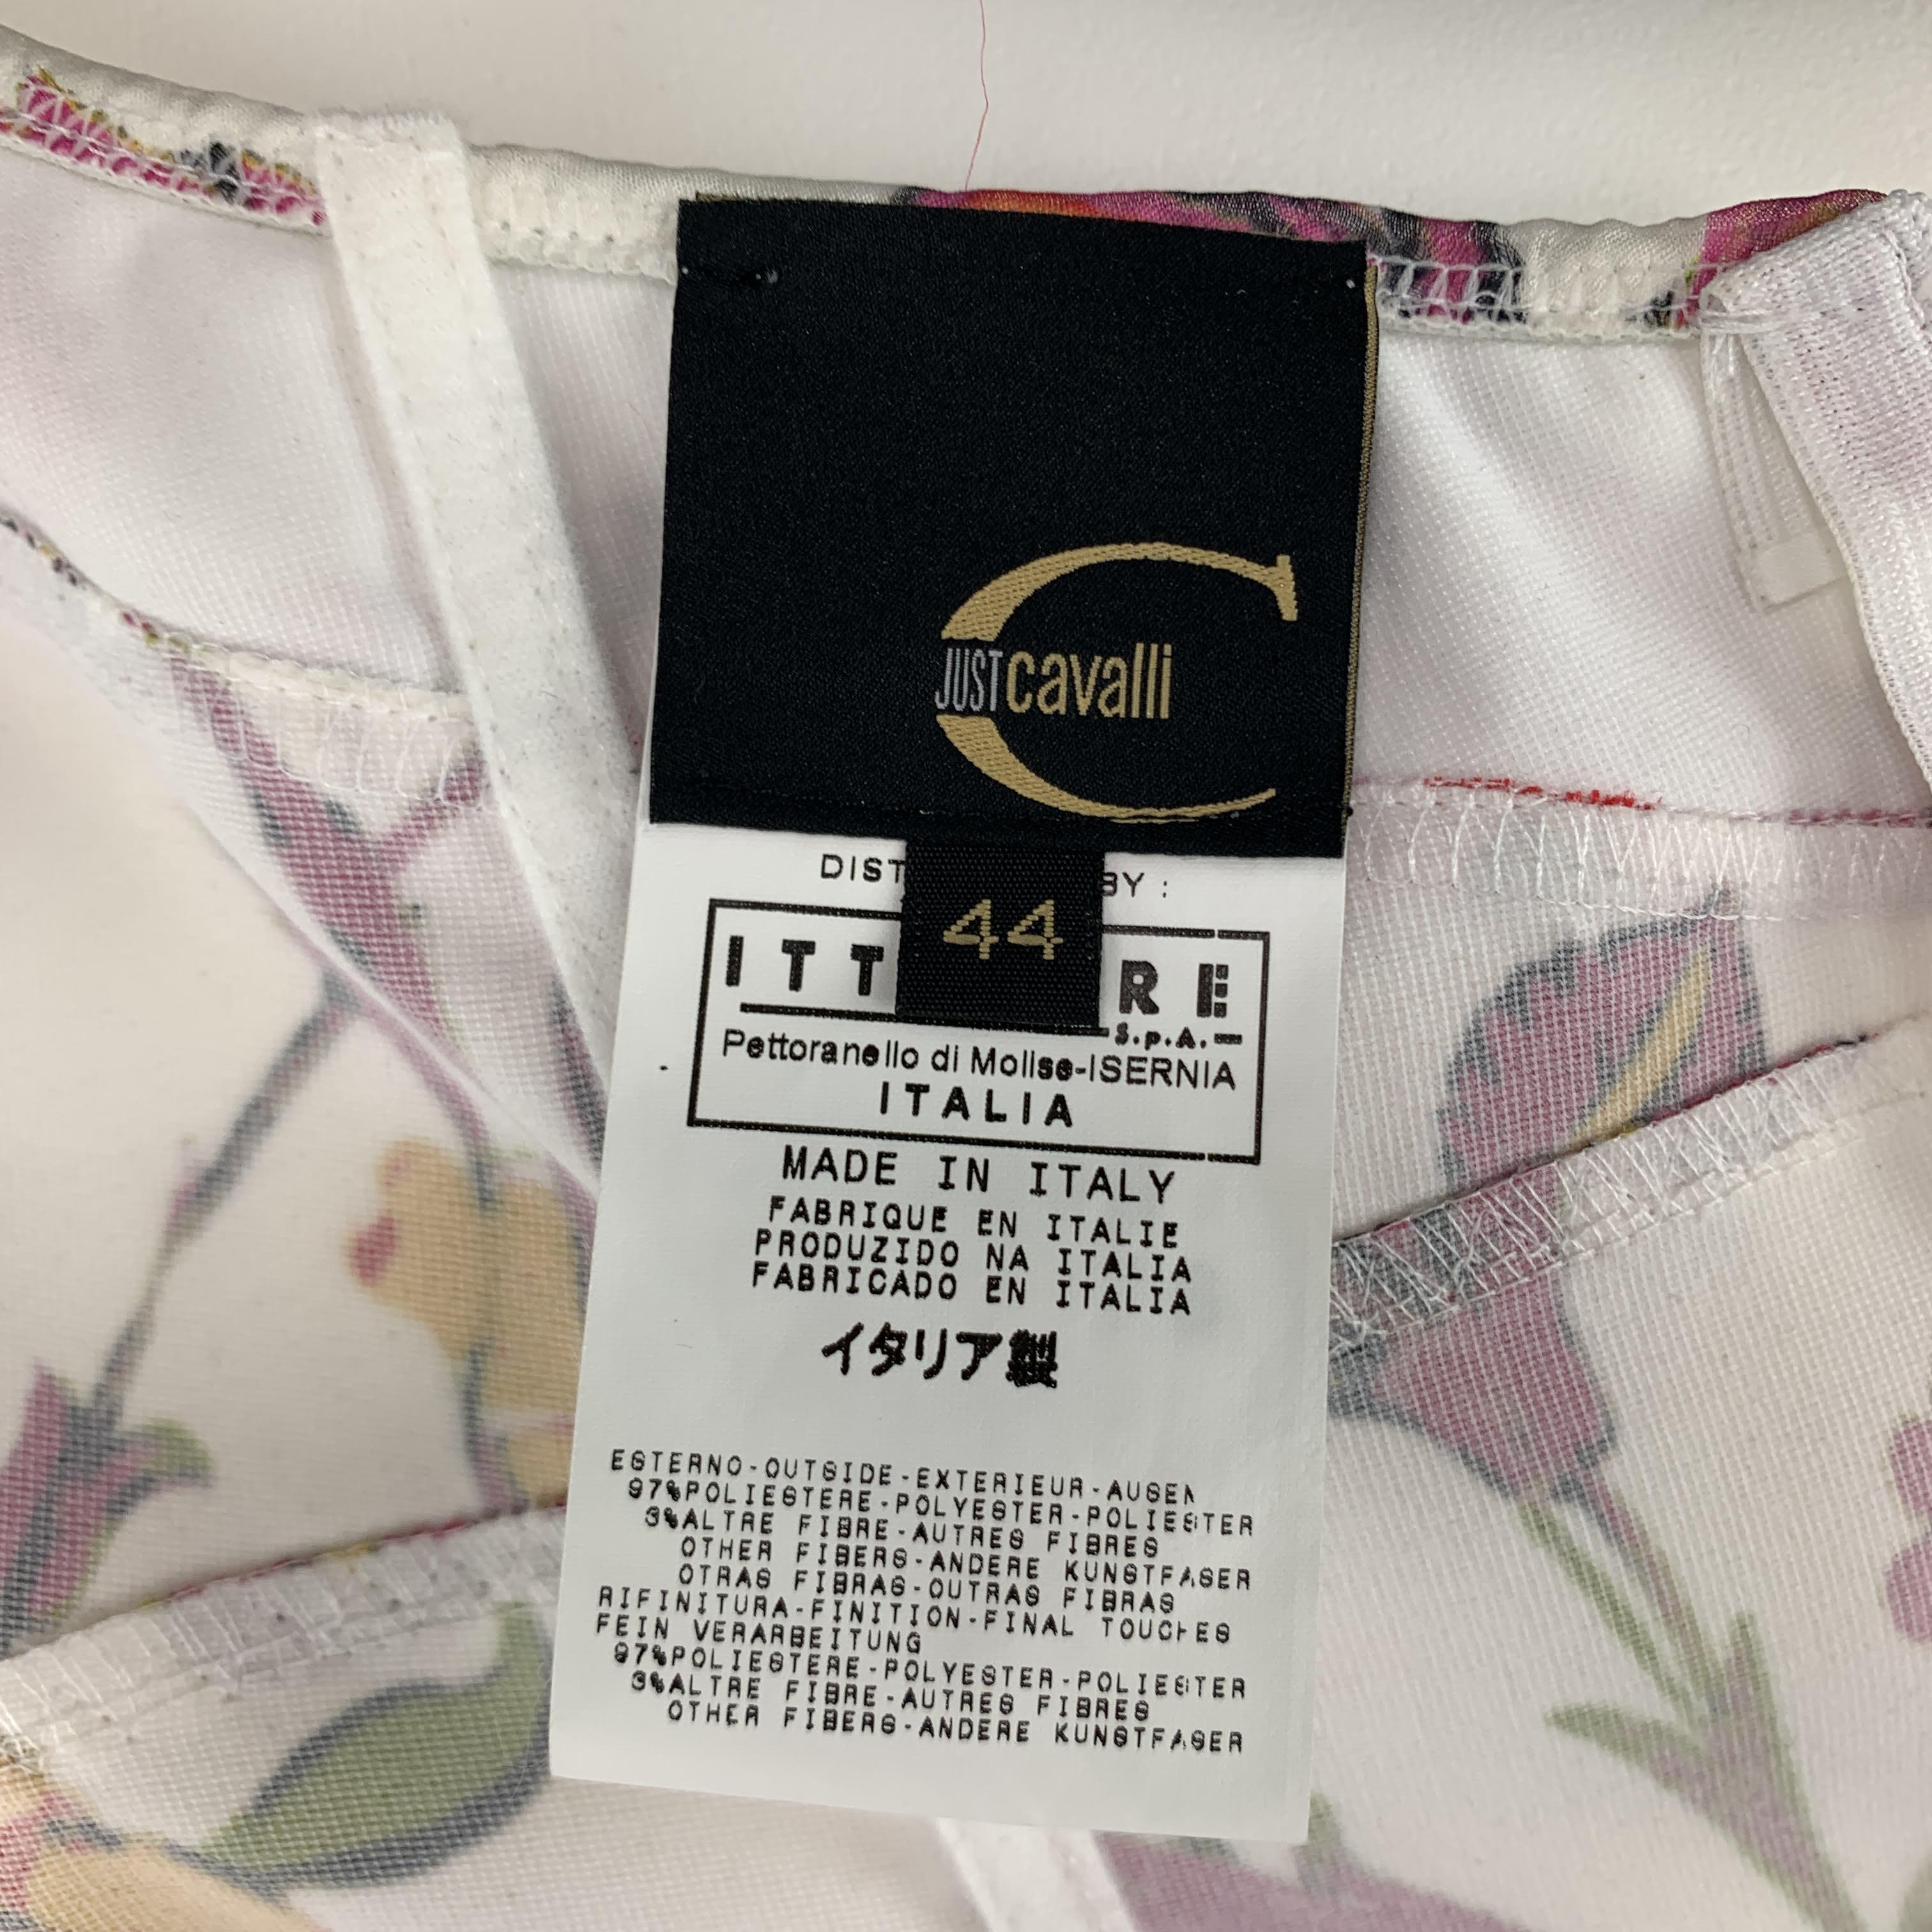 JUST cavalli
44
BY :
RE
S.p.A.
Pettoranello di Molise-ISERNIA
ITALIA
MADE IN ITALY
FABRIQUE EN ITALIE
PRODUZIDO NA ITALIA
FABRICADO EN ITALIA
イタリア製
ESTERNO-OUTSIDE-EXTERIEUR-AUSEN
97%POLIESTERE-POLYESTER-POLIESTER
3%ALTRE FIBRE-AUTRES FIBRES
OTHER FIBERS-ANDERE KUNSTFASER
OTRAS FIBRAS-OUTRAS FIBRAS
RIFINITURA-FINITION-FINAL TOUCHES
FEIN VERARBEITUNG
97%POLIESTERE-POLYESTER-POLIESTER
3%ALTRE FIBRE-AUTRES FIBRES
OTHER FIBERS-ANDERE KUNSTFASER